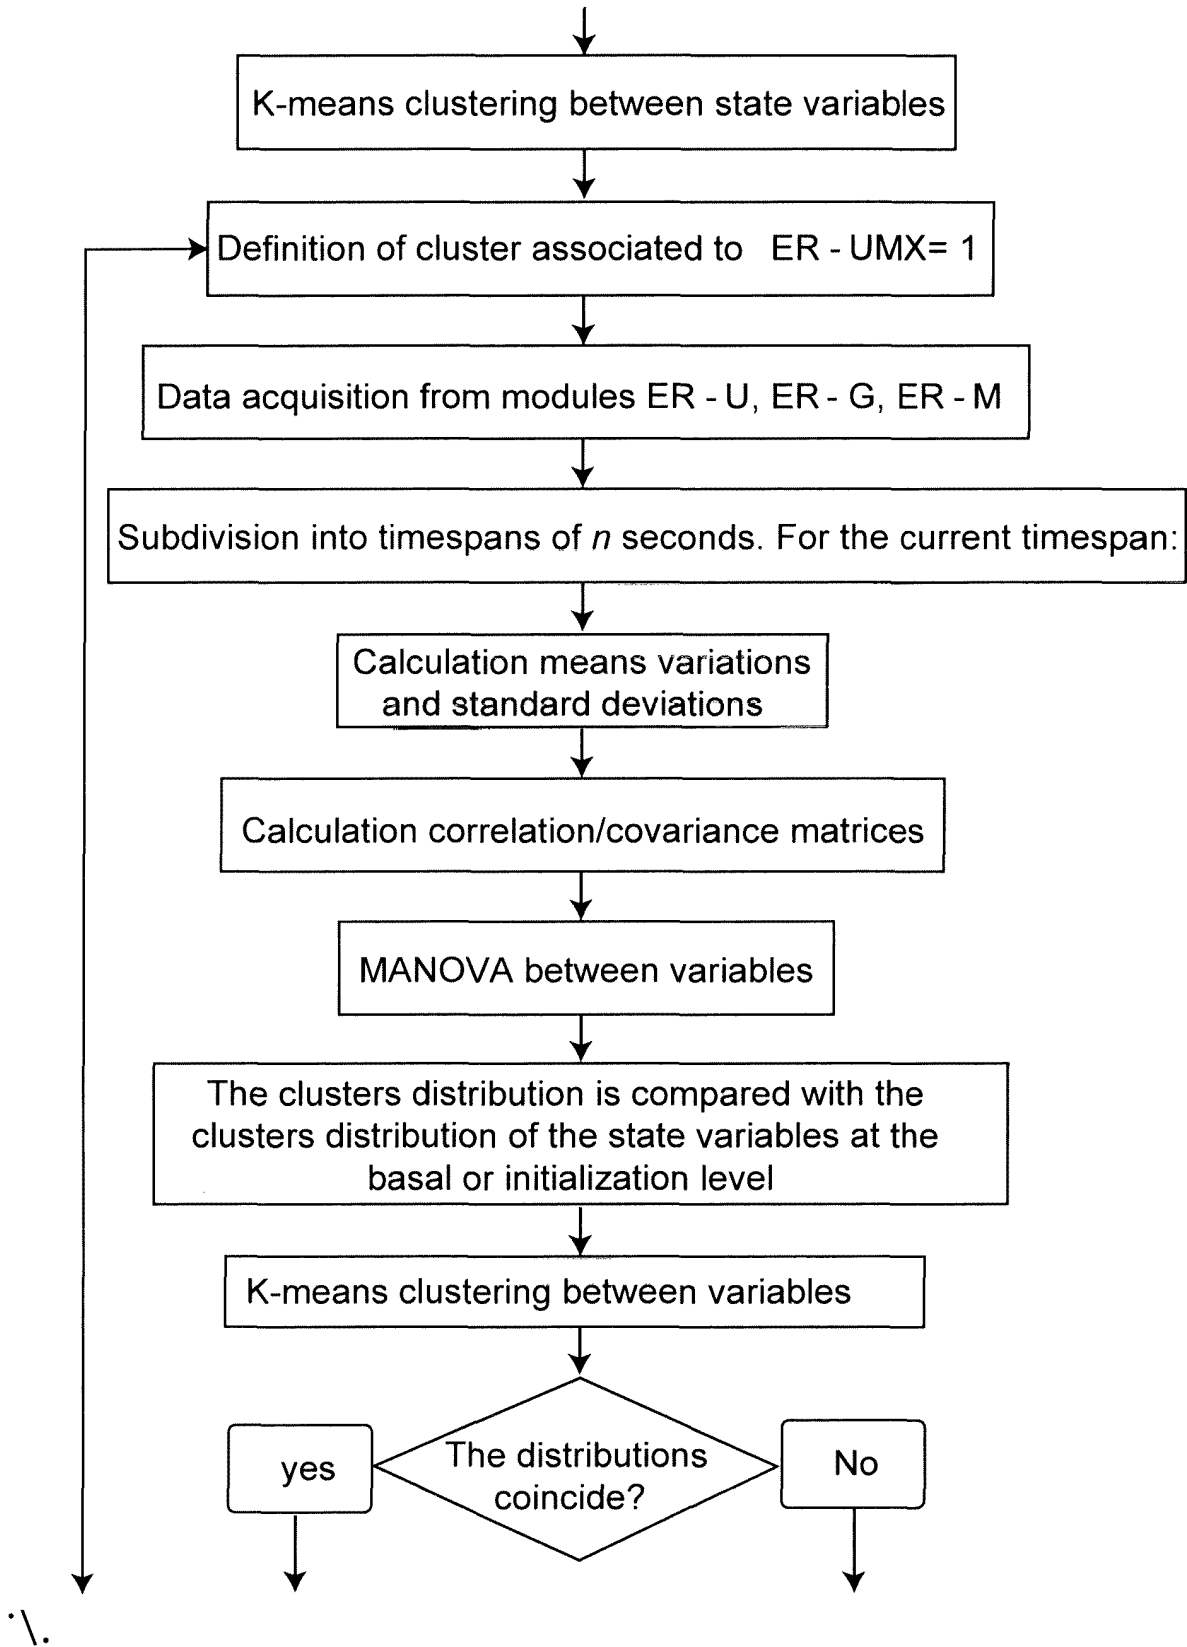 K-means clustering between state variables
Definition of cluster associated to ER - UMX= 1
Data acquisition from modules ER - U, ER - G, ER - M
Subdivision into timespans of n seconds. For the current timespan:
Calculation means variations
and standard deviations
Calculation correlation/covariance matrices
MANOVA between variables
The clusters distribution is compared with the
clusters distribution of the state variables at the
basal or initialization level
K-means clustering between variables
The distributions
coincide?
yes
No